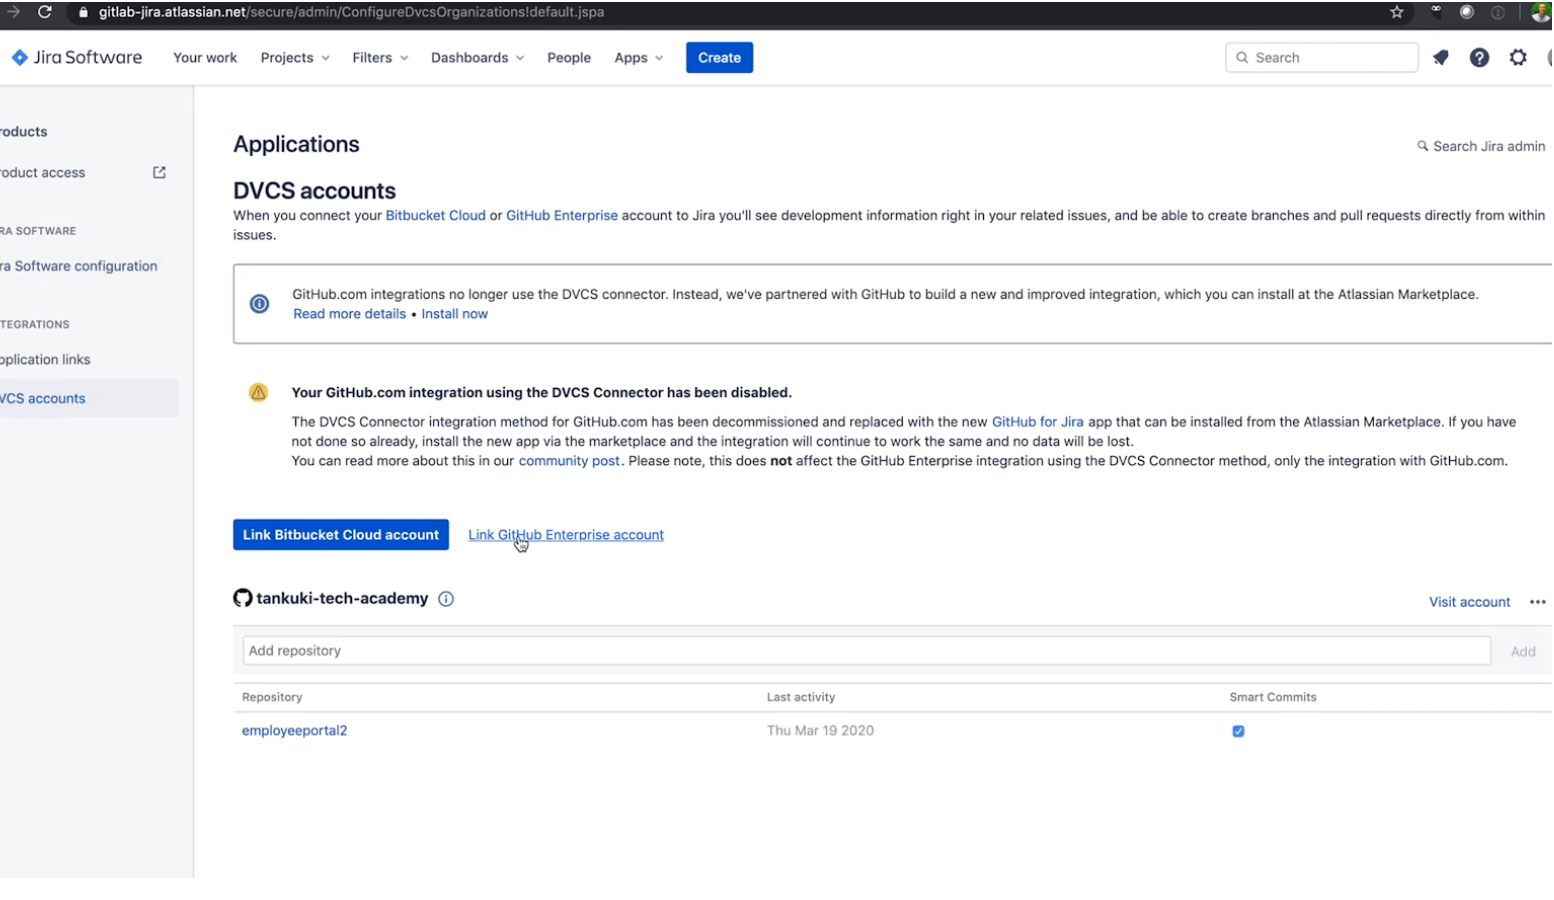 gitlab-jira.atlassian.net/secure/admin/ConfigureDvcsOrganizations!default.jspa
Jira Software Your work Projects Filters Dashboards People Apps Create Search
roducts
roduct access
RA SOFTWARE
ra Software configuration
TEGRATIONS
pplication links
VCS accounts
Applications
Search Jira admin
DVCS accounts
When you connect your Bitbucket Cloud or GitHub Enterprise account to Jira you'll see development information right in your related issues, and be able to create branches and pull requests directly from within
issues.
GitHub.com integrations no longer use the DVCS connector. Instead, we've partnered with GitHub to build a new and improved integration, which you can install at the Atlassian Marketplace.
Read more details • Install now
Your GitHub.com integration using the DVCS Connector has been disabled.
The DVCS Connector integration method for GitHub.com has been decommissioned and replaced with the new GitHub for Jira app that can be installed from the Atlassian Marketplace. If you have
not done so already, install the new app via the marketplace and the integration will continue to work the same and no data will be lost.
You can read more about this in our community post. Please note, this does not affect the GitHub Enterprise integration using the DVCS Connector method, only the integration with GitHub.com.
Link Bitbucket Cloud account Link GitHub Enterprise account
tankuki-tech-academy
Visit account
Add repository Add
Repository Last activity Smart Commits
employeeportal2 Thu Mar 19 2020